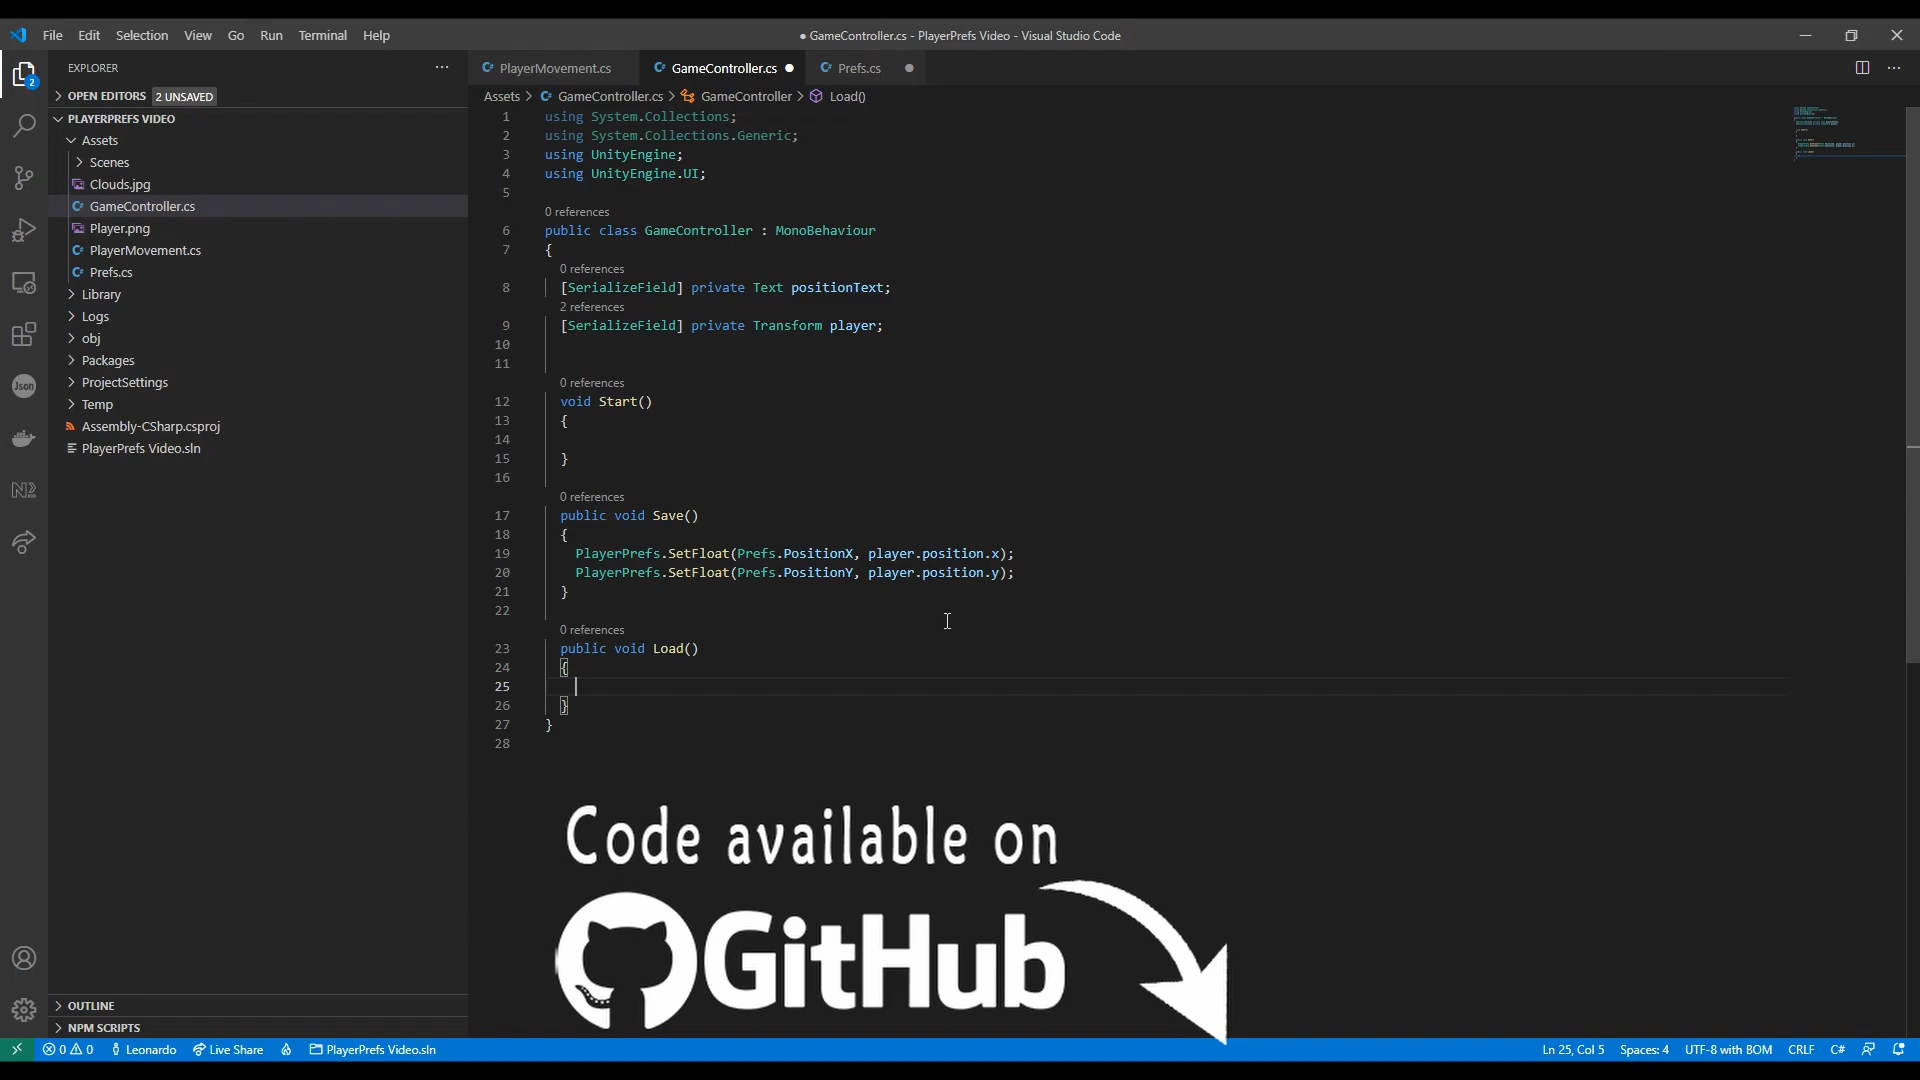 File Edit Selection View Go Run Terminal Help
● GameController.cs - PlayerPrefs Video - Visual Studio Code
EXPLORER
OPEN EDITORS 2 UNSAVED
PLAYERPREFS VIDEO
Assets
Scenes
Clouds.jpg
GameController.cs
Player.png
PlayerMovement.cs
Prefs.cs
Library
Logs
obj
Packages
ProjectSettings
Temp
Assembly-CSharp.csproj
PlayerPrefs Video.sln
OUTLINE
NPM SCRIPTS
2
Json
N
PlayerMovement.cs GameController.cs Prefs.cs
Assets > GameController.cs > GameController > Load()
1 using System.Collections;
2 using System.Collections.Generic;
3 using UnityEngine;
4 using UnityEngine.UI;
5
0 references
6 public class GameController : MonoBehaviour
7 {
0 references
8 [SerializeField] private Text positionText;
2 references
9 [SerializeField] private Transform player;
10
11
0 references
12 void Start()
13 {
14
15 }
16
0 references
17 public void Save()
18 {
19 PlayerPrefs.SetFloat(Prefs.PositionX, player.position.x);
20 PlayerPrefs.SetFloat(Prefs.PositionY, player.position.y);
21 }
22
0 references
23 public void Load()
24 {
25
26 }
27 }
28
Code available on
GitHub
0 0 Leonardo Live Share PlayerPrefs Video.sln Ln 25, Col 5 Spaces: 4 UTF-8 with BOM CRLF C#